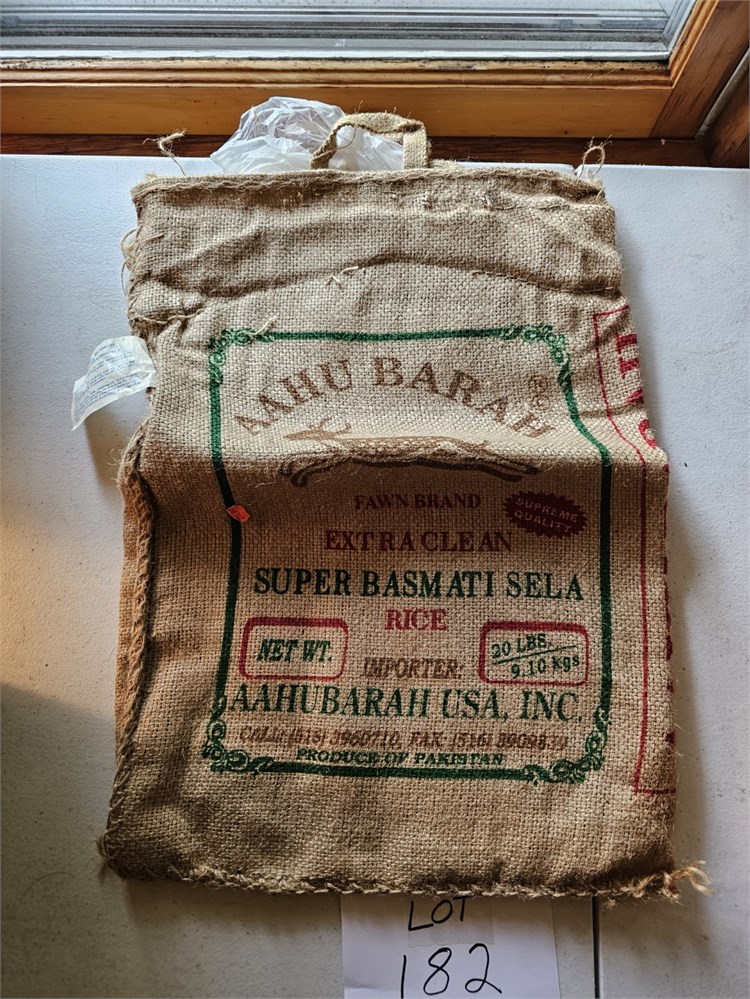 AAHU BARAH
FAWN BRAND
SUPREME
QUALITY
EXTRA CLEAN
SUPER BASMATI SELA
RICE
NET WT.
IMPORTER:
20 LBS.
9.10 Kgs
AAHUBARAH USA, INC.
PRODUCE OF PAKISTAN
LOT
182